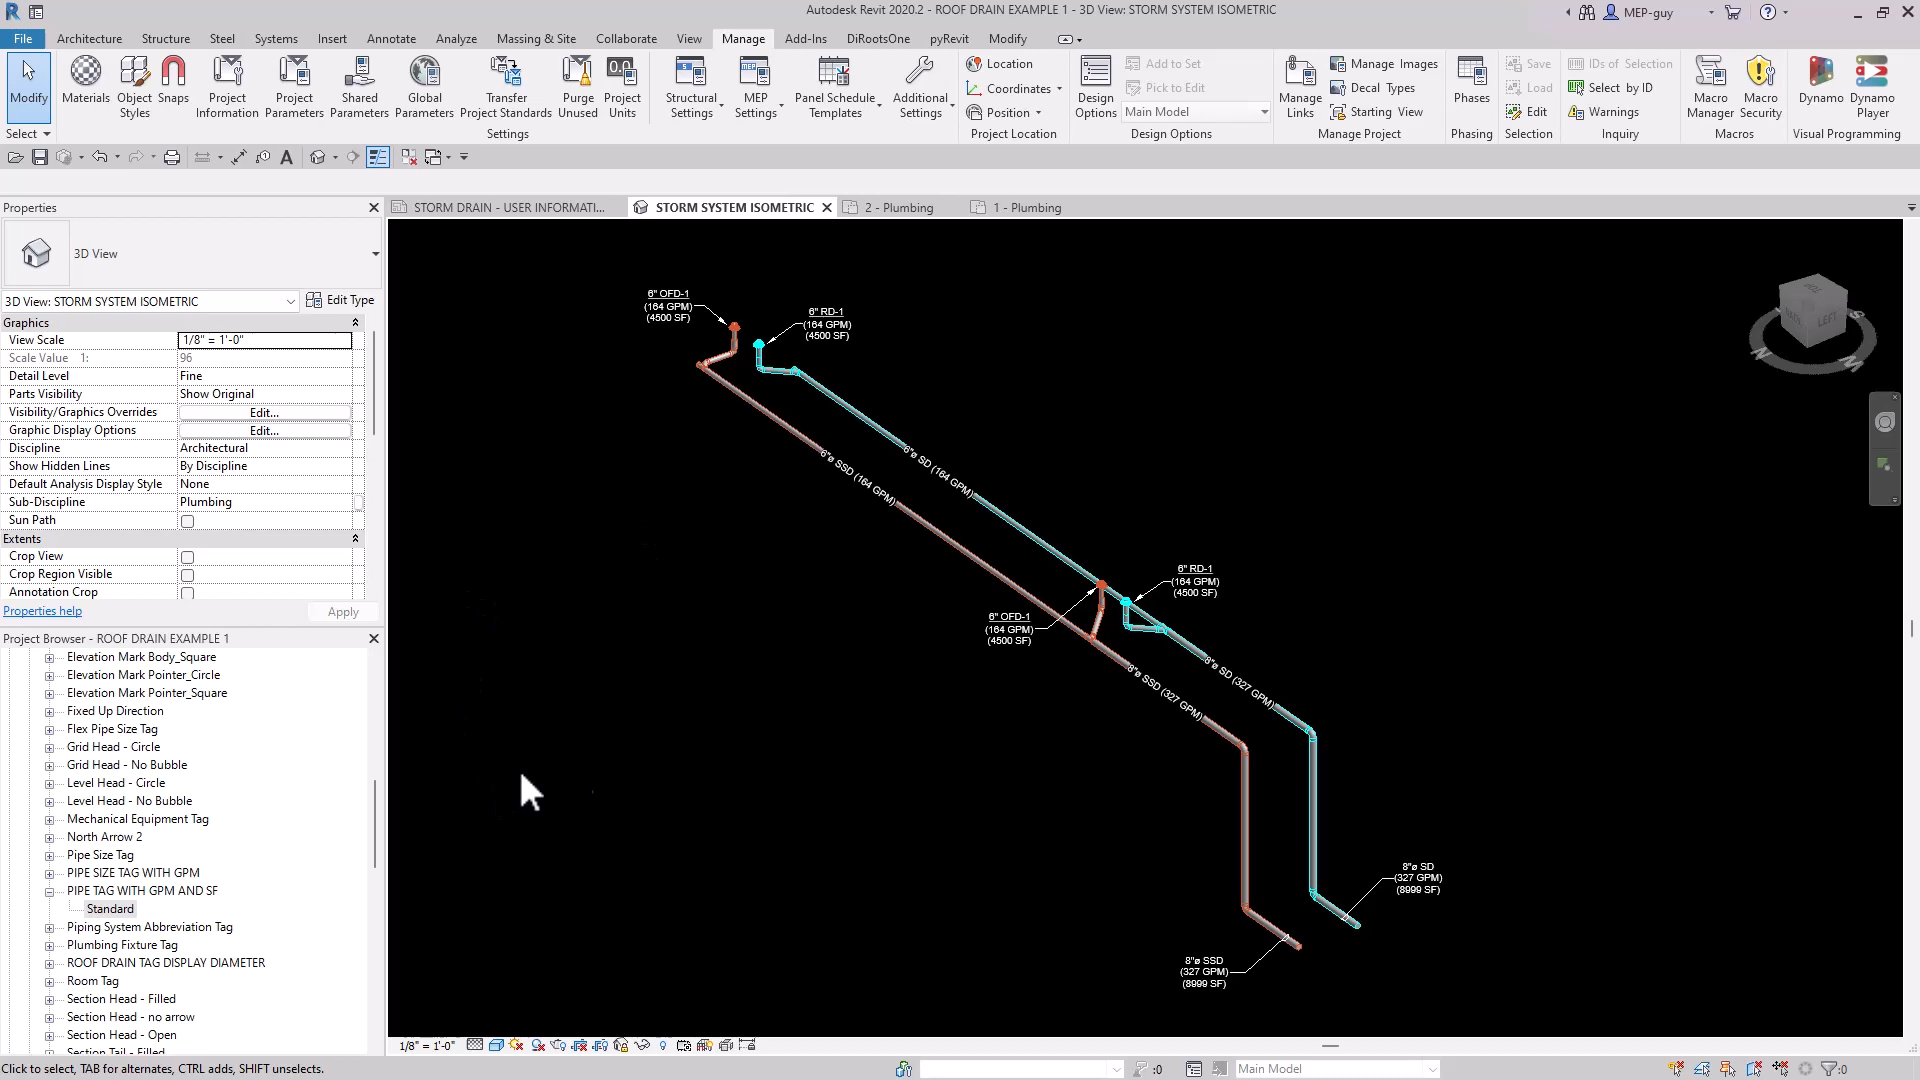 Autodesk Revit 2020.2 - ROOF DRAIN EXAMPLE 1 - 3D View: STORM SYSTEM ISOMETRIC
MEP-guy
File Architecture Structure Steel Systems Insert Annotate Analyze Massing & Site Collaborate View Manage Add-Ins DiRootsOne pyRevit Modify
Modify
Materials
Object Styles
Snaps
Project Information
Project Parameters
Shared Parameters
Global Parameters
Transfer Project Standards
Purge Unused
Project Units
Structural Settings
MEP Settings
Panel Schedule Templates
Additional Settings
Location
Coordinates
Position
Design Options
Add to Set
Pick to Edit
Main Model
Manage Links
Manage Images
Decal Types
Starting View
Phases
Save
Load
Edit
IDs of Selection
Select by ID
Warnings
Macro Manager
Macro Security
Dynamo
Dynamo Player
Select Settings Project Location Design Options Manage Project Phasing Selection Inquiry Macros Visual Programming
Properties
STORM DRAIN - USER INFORMATI...
STORM SYSTEM ISOMETRIC
2 - Plumbing
1 - Plumbing
3D View
3D View: STORM SYSTEM ISOMETRIC
Edit Type
Graphics
View Scale 1/8" = 1'-0"
Scale Value 1: 96
Detail Level Fine
Parts Visibility Show Original
Visibility/Graphics Overrides Edit...
Graphic Display Options Edit...
Discipline Architectural
Show Hidden Lines By Discipline
Default Analysis Display Style None
Sub-Discipline Plumbing
Sun Path
Extents
Crop View
Crop Region Visible
Annotation Crop
Properties help
Apply
Project Browser - ROOF DRAIN EXAMPLE 1
Elevation Mark Body_Square
Elevation Mark Pointer_Circle
Elevation Mark Pointer_Square
Fixed Up Direction
Flex Pipe Size Tag
Grid Head - Circle
Grid Head - No Bubble
Level Head - Circle
Level Head - No Bubble
Mechanical Equipment Tag
North Arrow 2
Pipe Size Tag
PIPE SIZE TAG WITH GPM
PIPE TAG WITH GPM AND SF
Standard
Piping System Abbreviation Tag
Plumbing Fixture Tag
ROOF DRAIN TAG DISPLAY DIAMETER
Room Tag
Section Head - Filled
Section Head - no arrow
Section Head - Open
Section Tail - Filled
6" OFD-1
(164 GPM)
(4500 SF)
6" RD-1
(164 GPM)
(4500 SF)
6"ø SSD (164 GPM)
6"ø SD (164 GPM)
6" RD-1
(164 GPM)
(4500 SF)
6" OFD-1
(164 GPM)
(4500 SF)
8"ø SSD (327 GPM)
8"ø SD (327 GPM)
8"ø SD
(327 GPM)
(8999 SF)
8"ø SSD
(327 GPM)
(8999 SF)
LEFT
N
1/8" = 1'-0"
Click to select, TAB for alternates, CTRL adds, SHIFT unselects.
:0
Main Model
:0